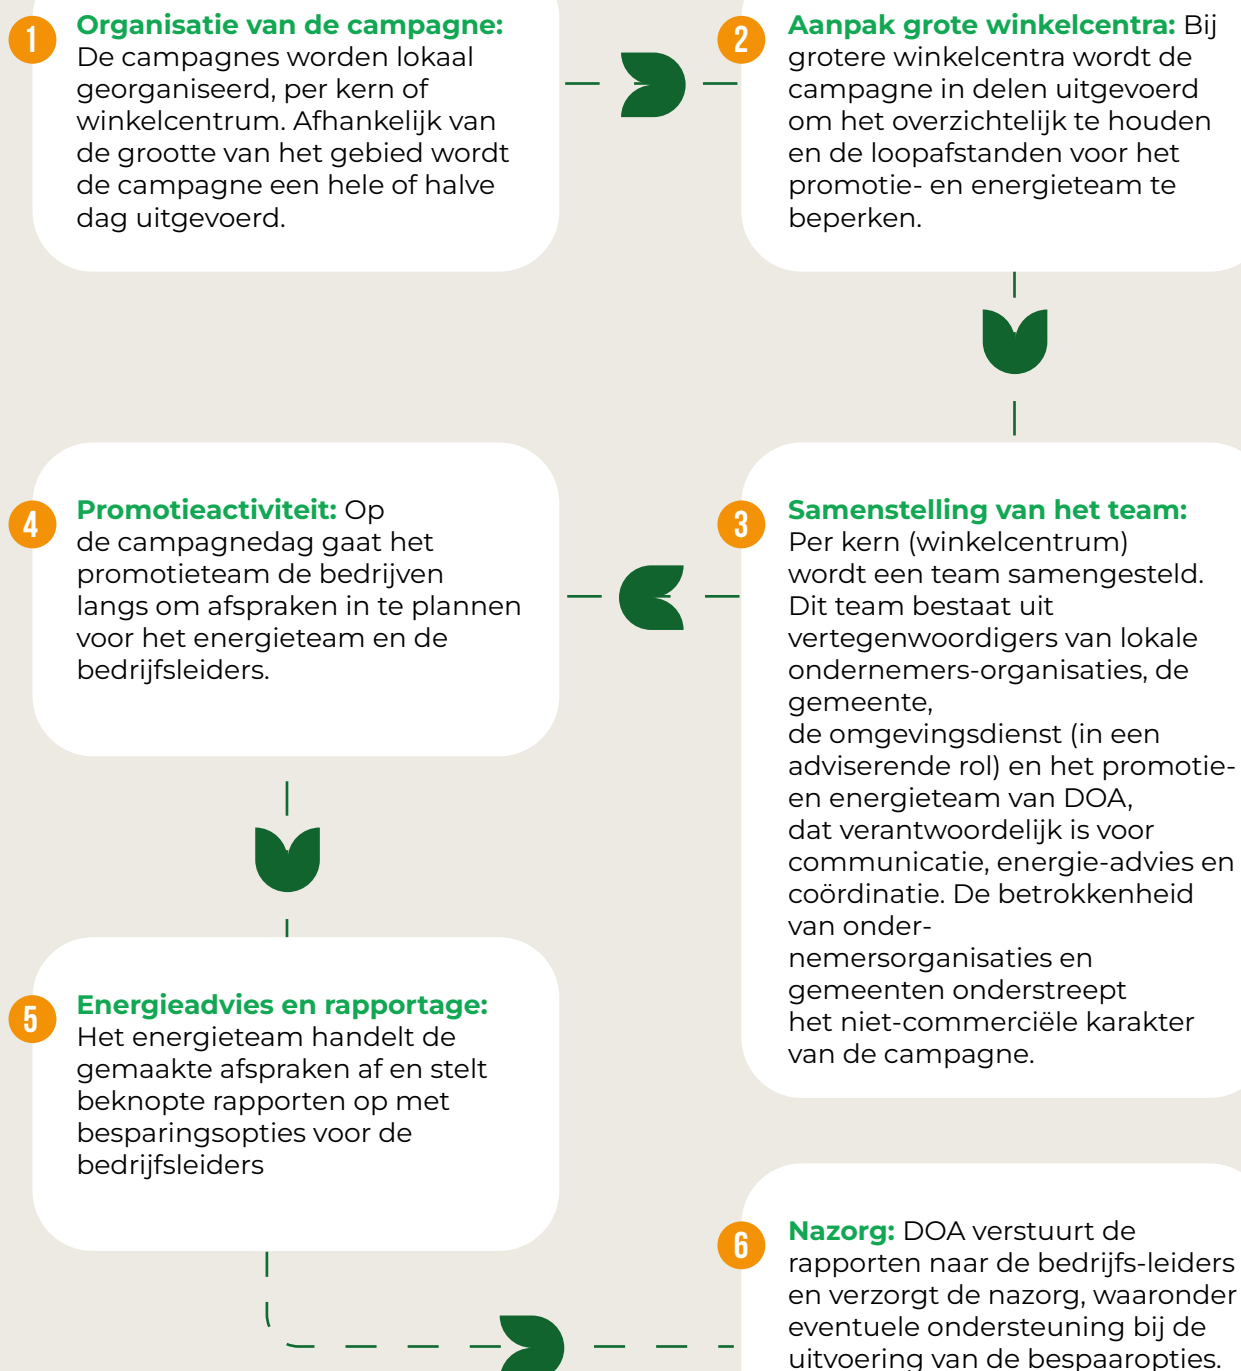 1
Organisatie van de campagne:
De campagnes worden lokaal
georganiseerd, per kern of
winkelcentrum. Afhankelijk van
de grootte van het gebied wordt
de campagne een hele of halve
dag uitgevoerd.
2
Aanpak grote winkelcentra: Bij
grotere winkelcentra wordt de
campagne in delen uitgevoerd
om het overzichtelijk te houden
en de loopafstanden voor het
promotie- en energieteam te
beperken.
3
Samenstelling van het team:
Per kern (winkelcentrum)
wordt een team samengesteld.
Dit team bestaat uit
vertegenwoordigers van lokale
ondernemers-organisaties, de
gemeente,
de omgevingsdienst (in een
adviserende rol) en het promotie-
en energieteam van DOA,
dat verantwoordelijk is voor
communicatie, energie-advies en
coördinatie. De betrokkenheid
van onder-
nemersorganisaties en
gemeenten onderstreept
het niet-commerciële karakter
van de campagne.
4
Promotieactiviteit: Op
de campagnedag gaat het
promotieteam de bedrijven
langs om afspraken in te plannen
voor het energieteam en de
bedrijfsleiders.
5
Energieadvies en rapportage:
Het energieteam handelt de
gemaakte afspraken af en stelt
beknopte rapporten op met
besparingsopties voor de
bedrijfsleiders
6
Nazorg: DOA verstuurt de
rapporten naar de bedrijfs-leiders
en verzorgt de nazorg, waaronder
eventuele ondersteuning bij de
uitvoering van de bespaaropties.